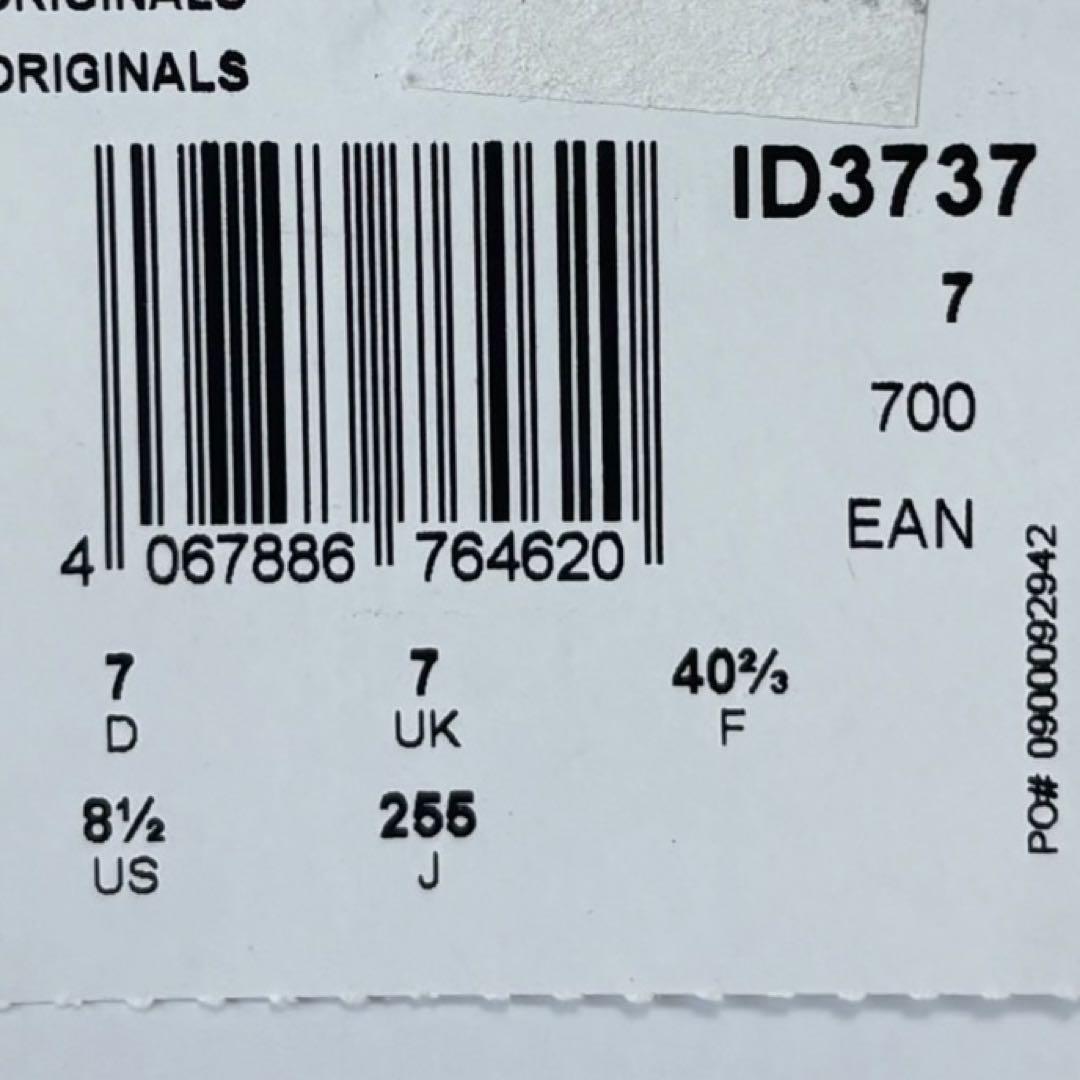 ORIGINALS
ORIGINALS
ID3737
7
700
EAN
4 067886 764620
7 7 40⅔
D UK F
8½ 255
US J
PO# 0900092942